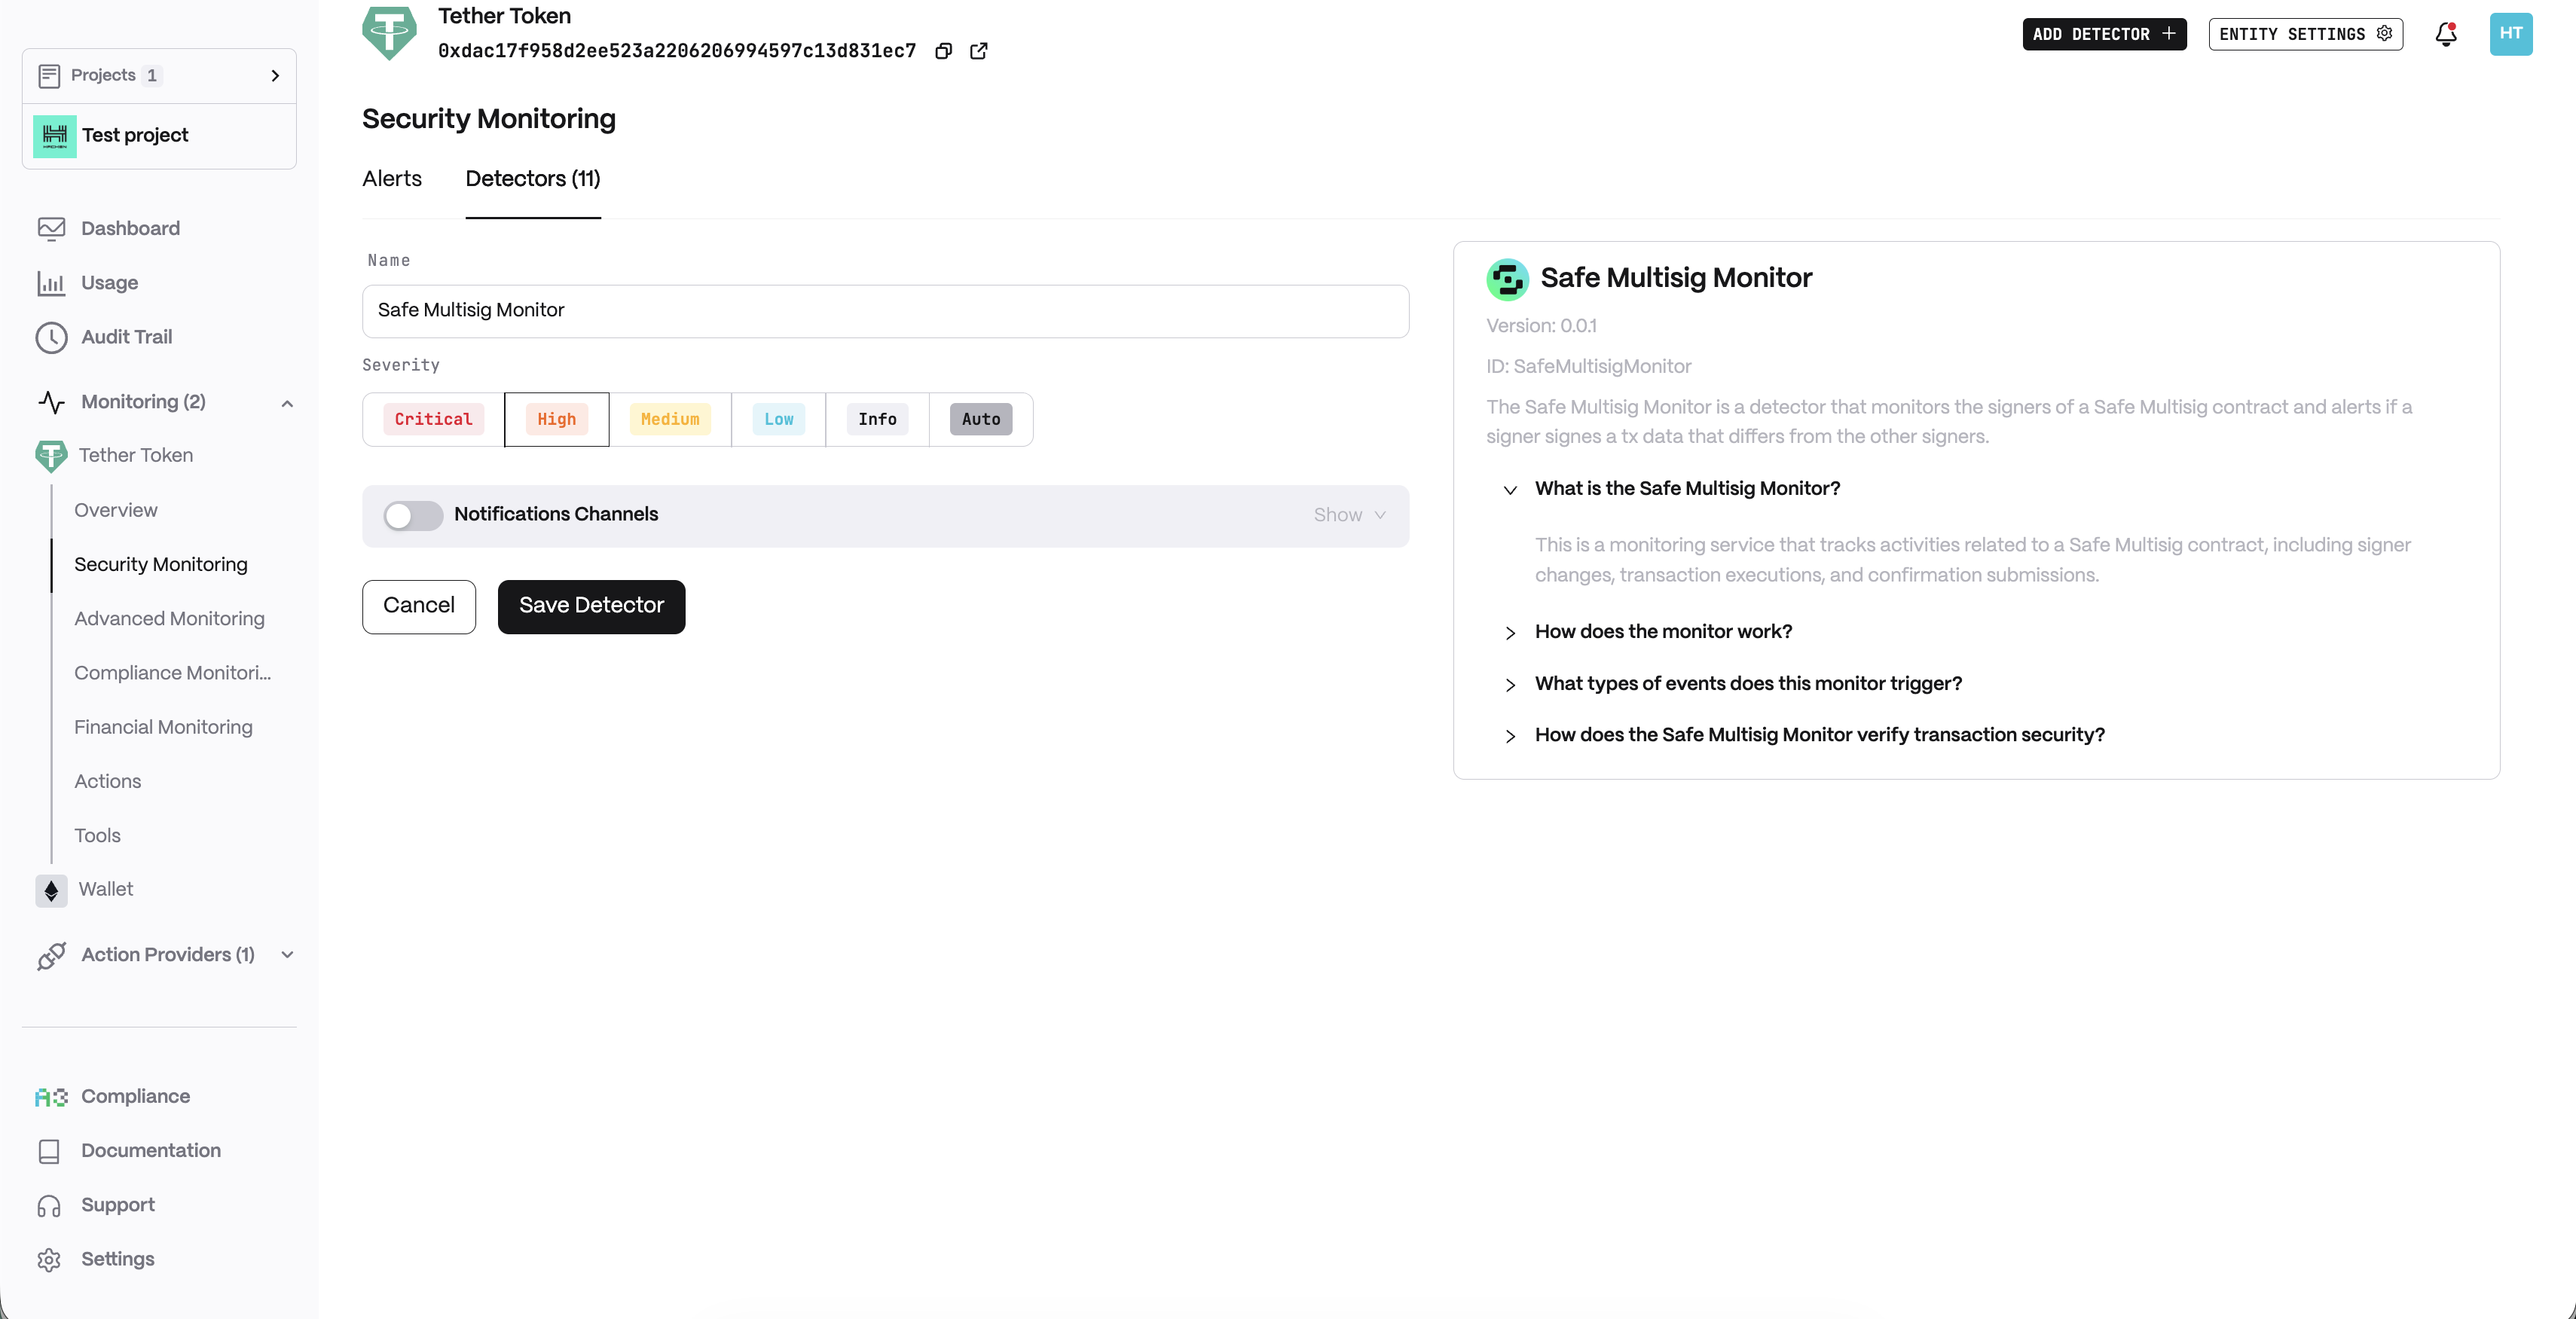 Projects 1
Test project
Dashboard
Usage
Audit Trail
Monitoring (2)
Tether Token
Overview
Security Monitoring
Advanced Monitoring
Compliance Monitori...
Financial Monitoring
Actions
Tools
Wallet
Action Providers (1)
Compliance
Documentation
Support
Settings
Tether Token
0xdac17f958d2ee523a2206206994597c13d831ec7
ADD DETECTOR
ENTITY SETTINGS
HT
Security Monitoring
Alerts
Detectors (11)
Name
Safe Multisig Monitor
Severity
Critical
High
Medium
Low
Info
Auto
Notifications Channels
Show
Cancel
Save Detector
Safe Multisig Monitor
Version: 0.0.1
ID: SafeMultisigMonitor
The Safe Multisig Monitor is a detector that monitors the signers of a Safe Multisig contract and alerts if a
signer signes a tx data that differs from the other signers.
What is the Safe Multisig Monitor?
This is a monitoring service that tracks activities related to a Safe Multisig contract, including signer
changes, transaction executions, and confirmation submissions.
How does the monitor work?
What types of events does this monitor trigger?
How does the Safe Multisig Monitor verify transaction security?